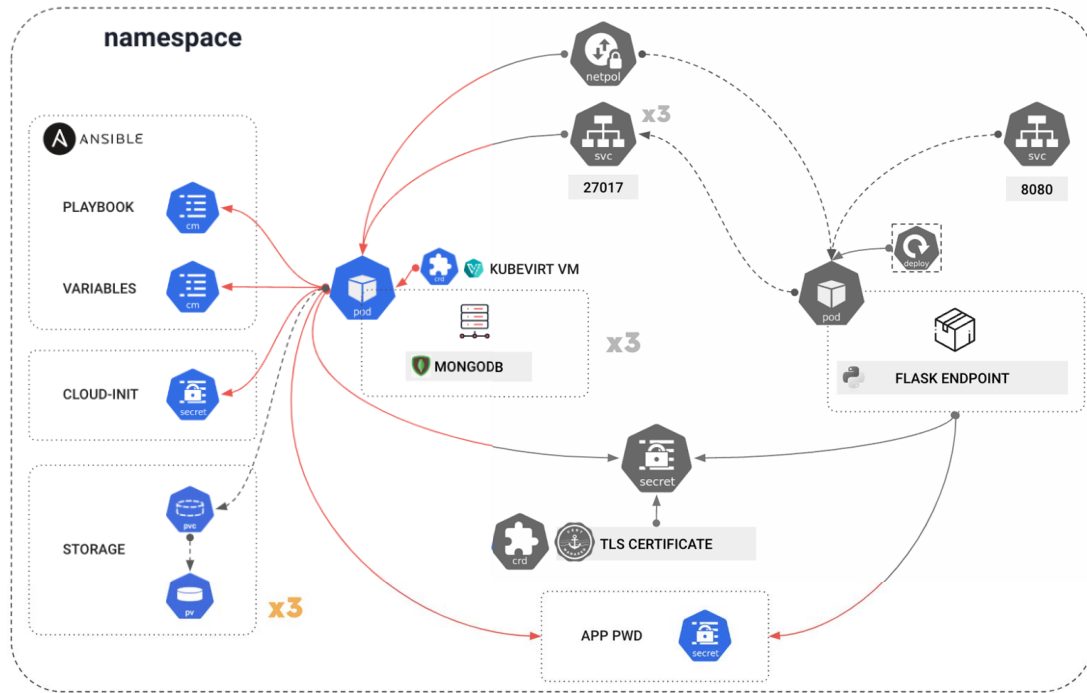 namespace
netpol
x3
svc
27017
svc
8080
A ANSIBLE
PLAYBOOK
cm
VARIABLES
cm
pod
crd
KUBEVIRT VM
MONGODB
x3
deploy
pod
FLASK ENDPOINT
CLOUD-INIT
secret
secret
STORAGE
pvc
pv
x3
crd
TLS CERTIFICATE
APP PWD
secret